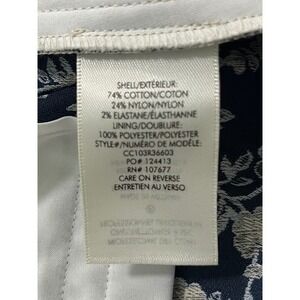 SHELL/EXTÉRIEUR:
74% COTTON/COTON
24% NYLON/NYLON
2% ELASTANE/ÉLASTHANNE
LINING/DOUBLURE:
100% POLYESTER/POLYESTER
STYLE#/NUMÉRO DE MODÈLE:
CC103R36603
PO# 124413
RN# 107677
CARE ON REVERSE
ENTRETIEN AU VERSO